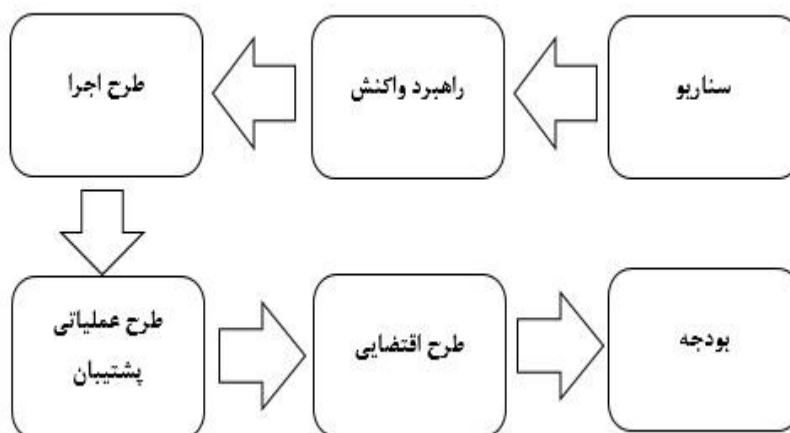 سناریو
راهبرد واکنش
طرح اجرا
طرح عملیاتی
پشتیبان
طرح اقتضایی
بودجه